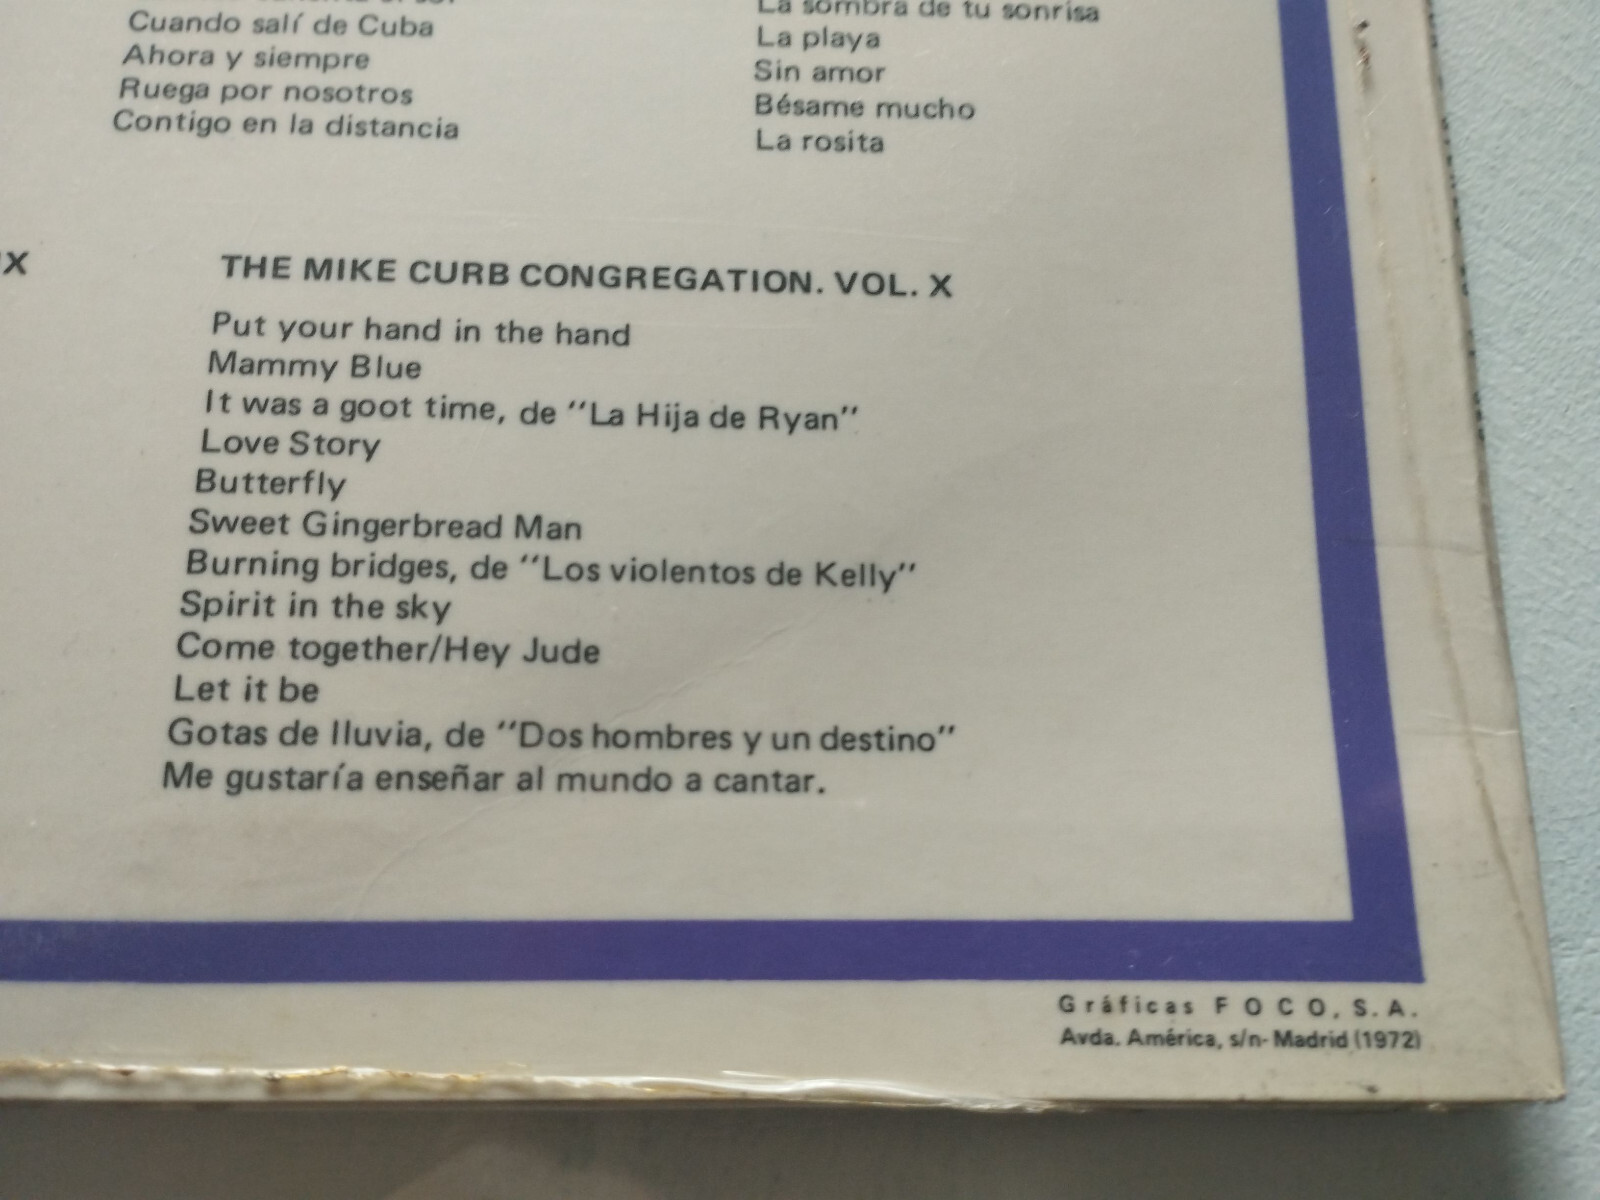 Cuando salí de Cuba
Ahora y siempre
Ruega por nosotros
Contigo en la distancia
La sombra de tu sonrisa
La playa
Sin amor
Bésame mucho
La rosita
X
THE MIKE CURB CONGREGATION. VOL. X
Put your hand in the hand
Mammy Blue
It was a goot time, de "La Hija de Ryan"
Love Story
Butterfly
Sweet Gingerbread Man
Burning bridges, de "Los violentos de Kelly"
Spirit in the sky
Come together/Hey Jude
Let it be
Gotas de lluvia, de "Dos hombres y un destino"
Me gustaría enseñar al mundo a cantar.
Gráficas FOCO, S.A.
Avda. América, s/n- Madrid (1972)